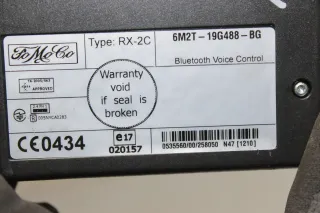 FoMoCo
Type: RX-2C
6M2T-19G488-BG
Bluetooth Voice Control
APPROVED
Warranty
void
if seal is
broken
CE0434
e17
020157
0535560/00/258050 N47 [1210]